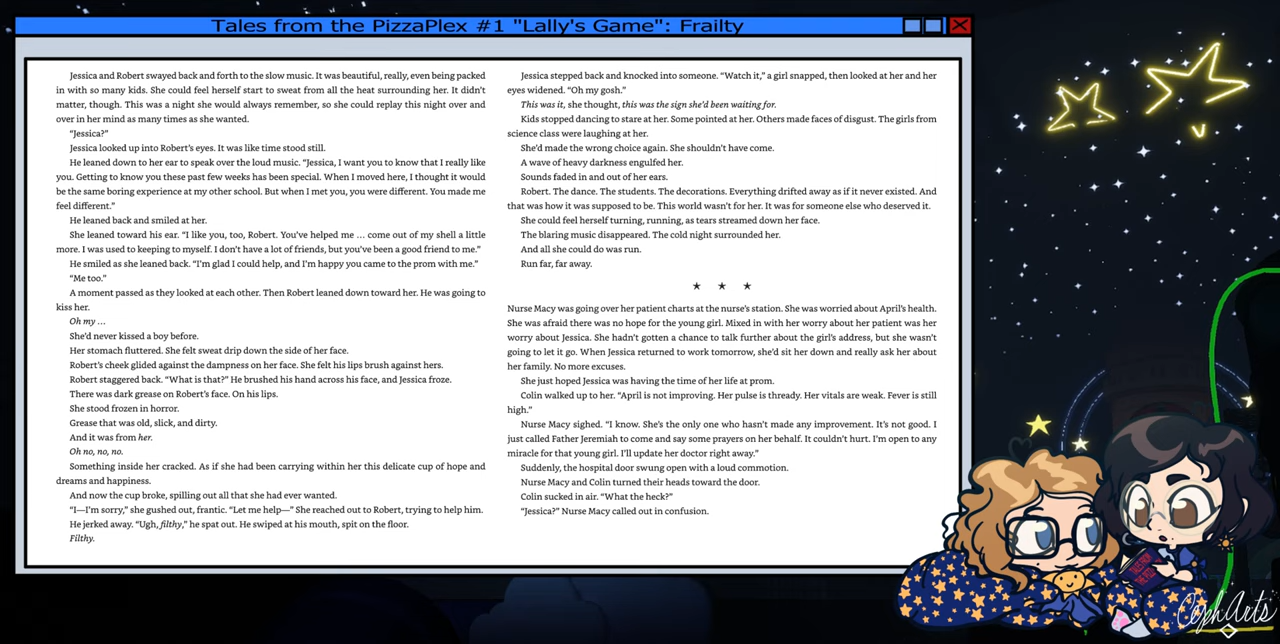 Tales from the PizzaPlex #1 "Lally's Game": Frailty
Jessica and Robert swayed back and forth to the slow music. It was beautiful, really, even being packed
in with so many kids. She could feel herself start to sweat from all the heat surrounding her. It didn't
matter, though. This was a night she would always remember, so she could replay this night over and
over in her mind as many times as she wanted.
“Jessica?”
Jessica looked up into Robert's eyes. It was like time stood still.
He leaned down to her ear to speak over the loud music. “Jessica, I want you to know that I really like
you. Getting to know you these past few weeks has been special. When I moved here, I thought it would
be the same boring experience at my other school. But when I met you, you were different. You made me
feel different.”
He leaned back and smiled at her.
She leaned toward his ear. “I like you, too, Robert. You've helped me … come out of my shell a little
more. I was used to keeping to myself. I don't have a lot of friends, but you've been a good friend to me.”
He smiled as she leaned back. “I'm glad I could help, and I'm happy you came to the prom with me.”
“Me too.”
A moment passed as they looked at each other. Then Robert leaned down toward her. He was going to
kiss her.
Oh my …
She'd never kissed a boy before.
Her stomach fluttered. She felt sweat drip down the side of her face.
Robert's cheek glided against the dampness on her face. She felt his lips brush against hers.
Robert staggered back. “What is that?” He brushed his hand across his face, and Jessica froze.
There was dark grease on Robert's face. On his lips.
She stood frozen in horror.
Grease that was old, slick, and dirty.
And it was from her.
Oh no, no, no.
Something inside her cracked. As if she had been carrying within her this delicate cup of hope and
dreams and happiness.
And now the cup broke, spilling out all that she had ever wanted.
“I—I'm sorry,” she gushed out, frantic. “Let me help—” She reached out to Robert, trying to help him.
He jerked away. “Ugh, filthy,” he spat out. He swiped at his mouth, spit on the floor.
Filthy.
Jessica stepped back and knocked into someone. “Watch it,” a girl snapped, then looked at her and her
eyes widened. “Oh my gosh.”
This was it, she thought, this was the sign she'd been waiting for.
Kids stopped dancing to stare at her. Some pointed at her. Others made faces of disgust. The girls from
science class were laughing at her.
She'd made the wrong choice again. She shouldn't have come.
A wave of heavy darkness engulfed her.
Sounds faded in and out of her ears.
Robert. The dance. The students. The decorations. Everything drifted away as if it never existed. And
that was how it was supposed to be. This world wasn't for her. It was for someone else who deserved it.
She could feel herself turning, running, as tears streamed down her face.
The blaring music disappeared. The cold night surrounded her.
And all she could do was run.
Run far, far away.
★ ★ ★
Nurse Macy was going over her patient charts at the nurse's station. She was worried about April's health.
She was afraid there was no hope for the young girl. Mixed in with her worry about her patient was her
worry about Jessica. She hadn't gotten a chance to talk further about the girl's address, but she wasn't
going to let it go. When Jessica returned to work tomorrow, she'd sit her down and really ask her about
her family. No more excuses.
She just hoped Jessica was having the time of her life at prom.
Colin walked up to her. “April is not improving. Her pulse is thready. Her vitals are weak. Fever is still
high.”
Nurse Macy sighed. “I know. She's the only one who hasn't made any improvement. It's not good. I
just called Father Jeremiah to come and say some prayers on her behalf. It couldn't hurt. I'm open to any
miracle for that young girl. I'll update her doctor right away.”
Suddenly, the hospital door swung open with a loud commotion.
Nurse Macy and Colin turned their heads toward the door.
Colin sucked in air. “What the heck?”
“Jessica?” Nurse Macy called out in confusion.
TALES FROM
CephArts